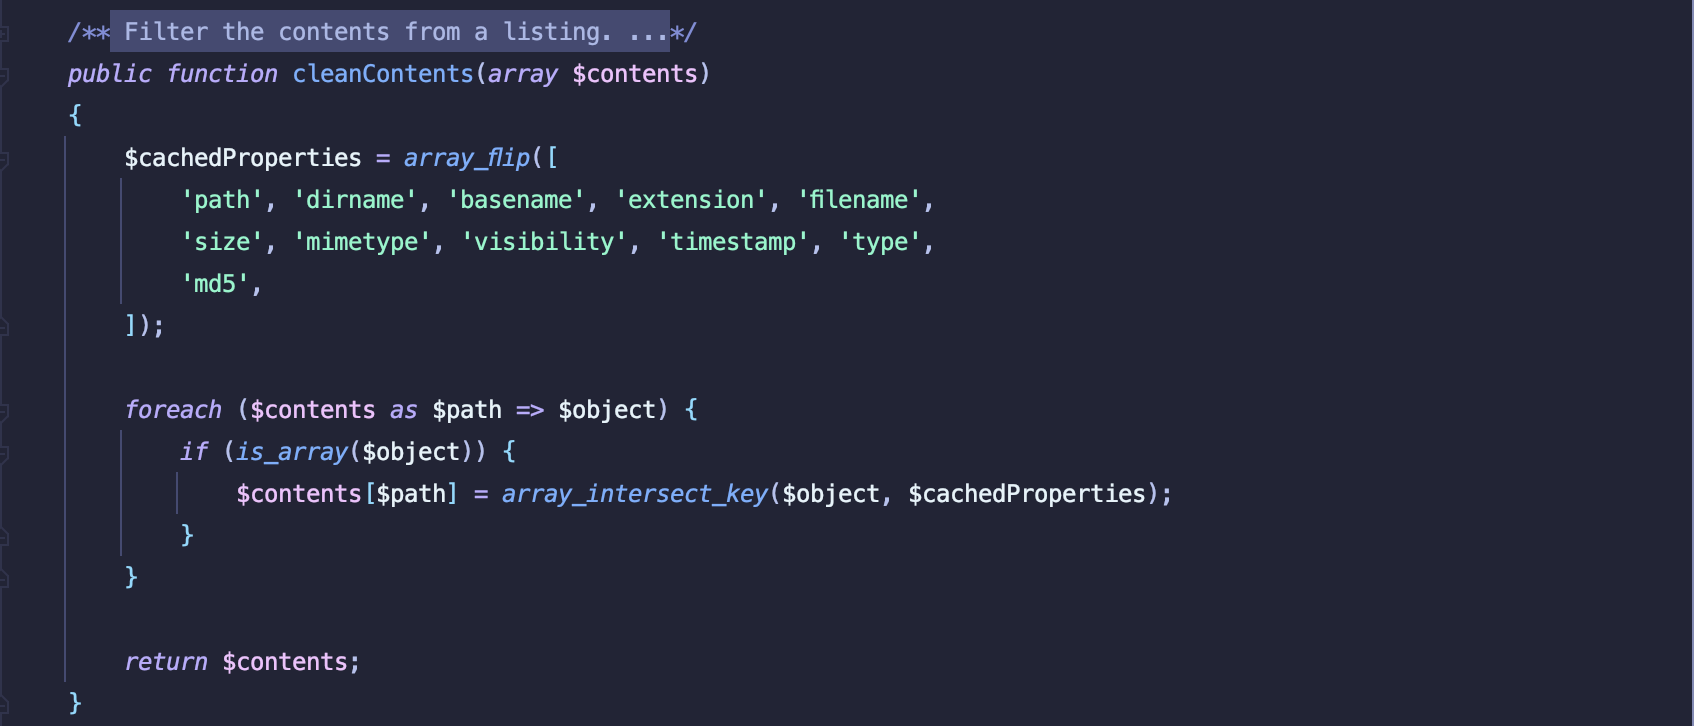 /** Filter the contents from a listing. ...*/
public function cleanContents(array $contents)
{
$cachedProperties = array_flip([
'path', 'dirname', 'basename', 'extension', 'filename',
'size', 'mimetype', 'visibility', 'timestamp', 'type',
'md5',
]);
foreach ($contents as $path => $object) {
if (is_array($object)) {
$contents[$path] = array_intersect_key($object, $cachedProperties);
}
}
return $contents;
}